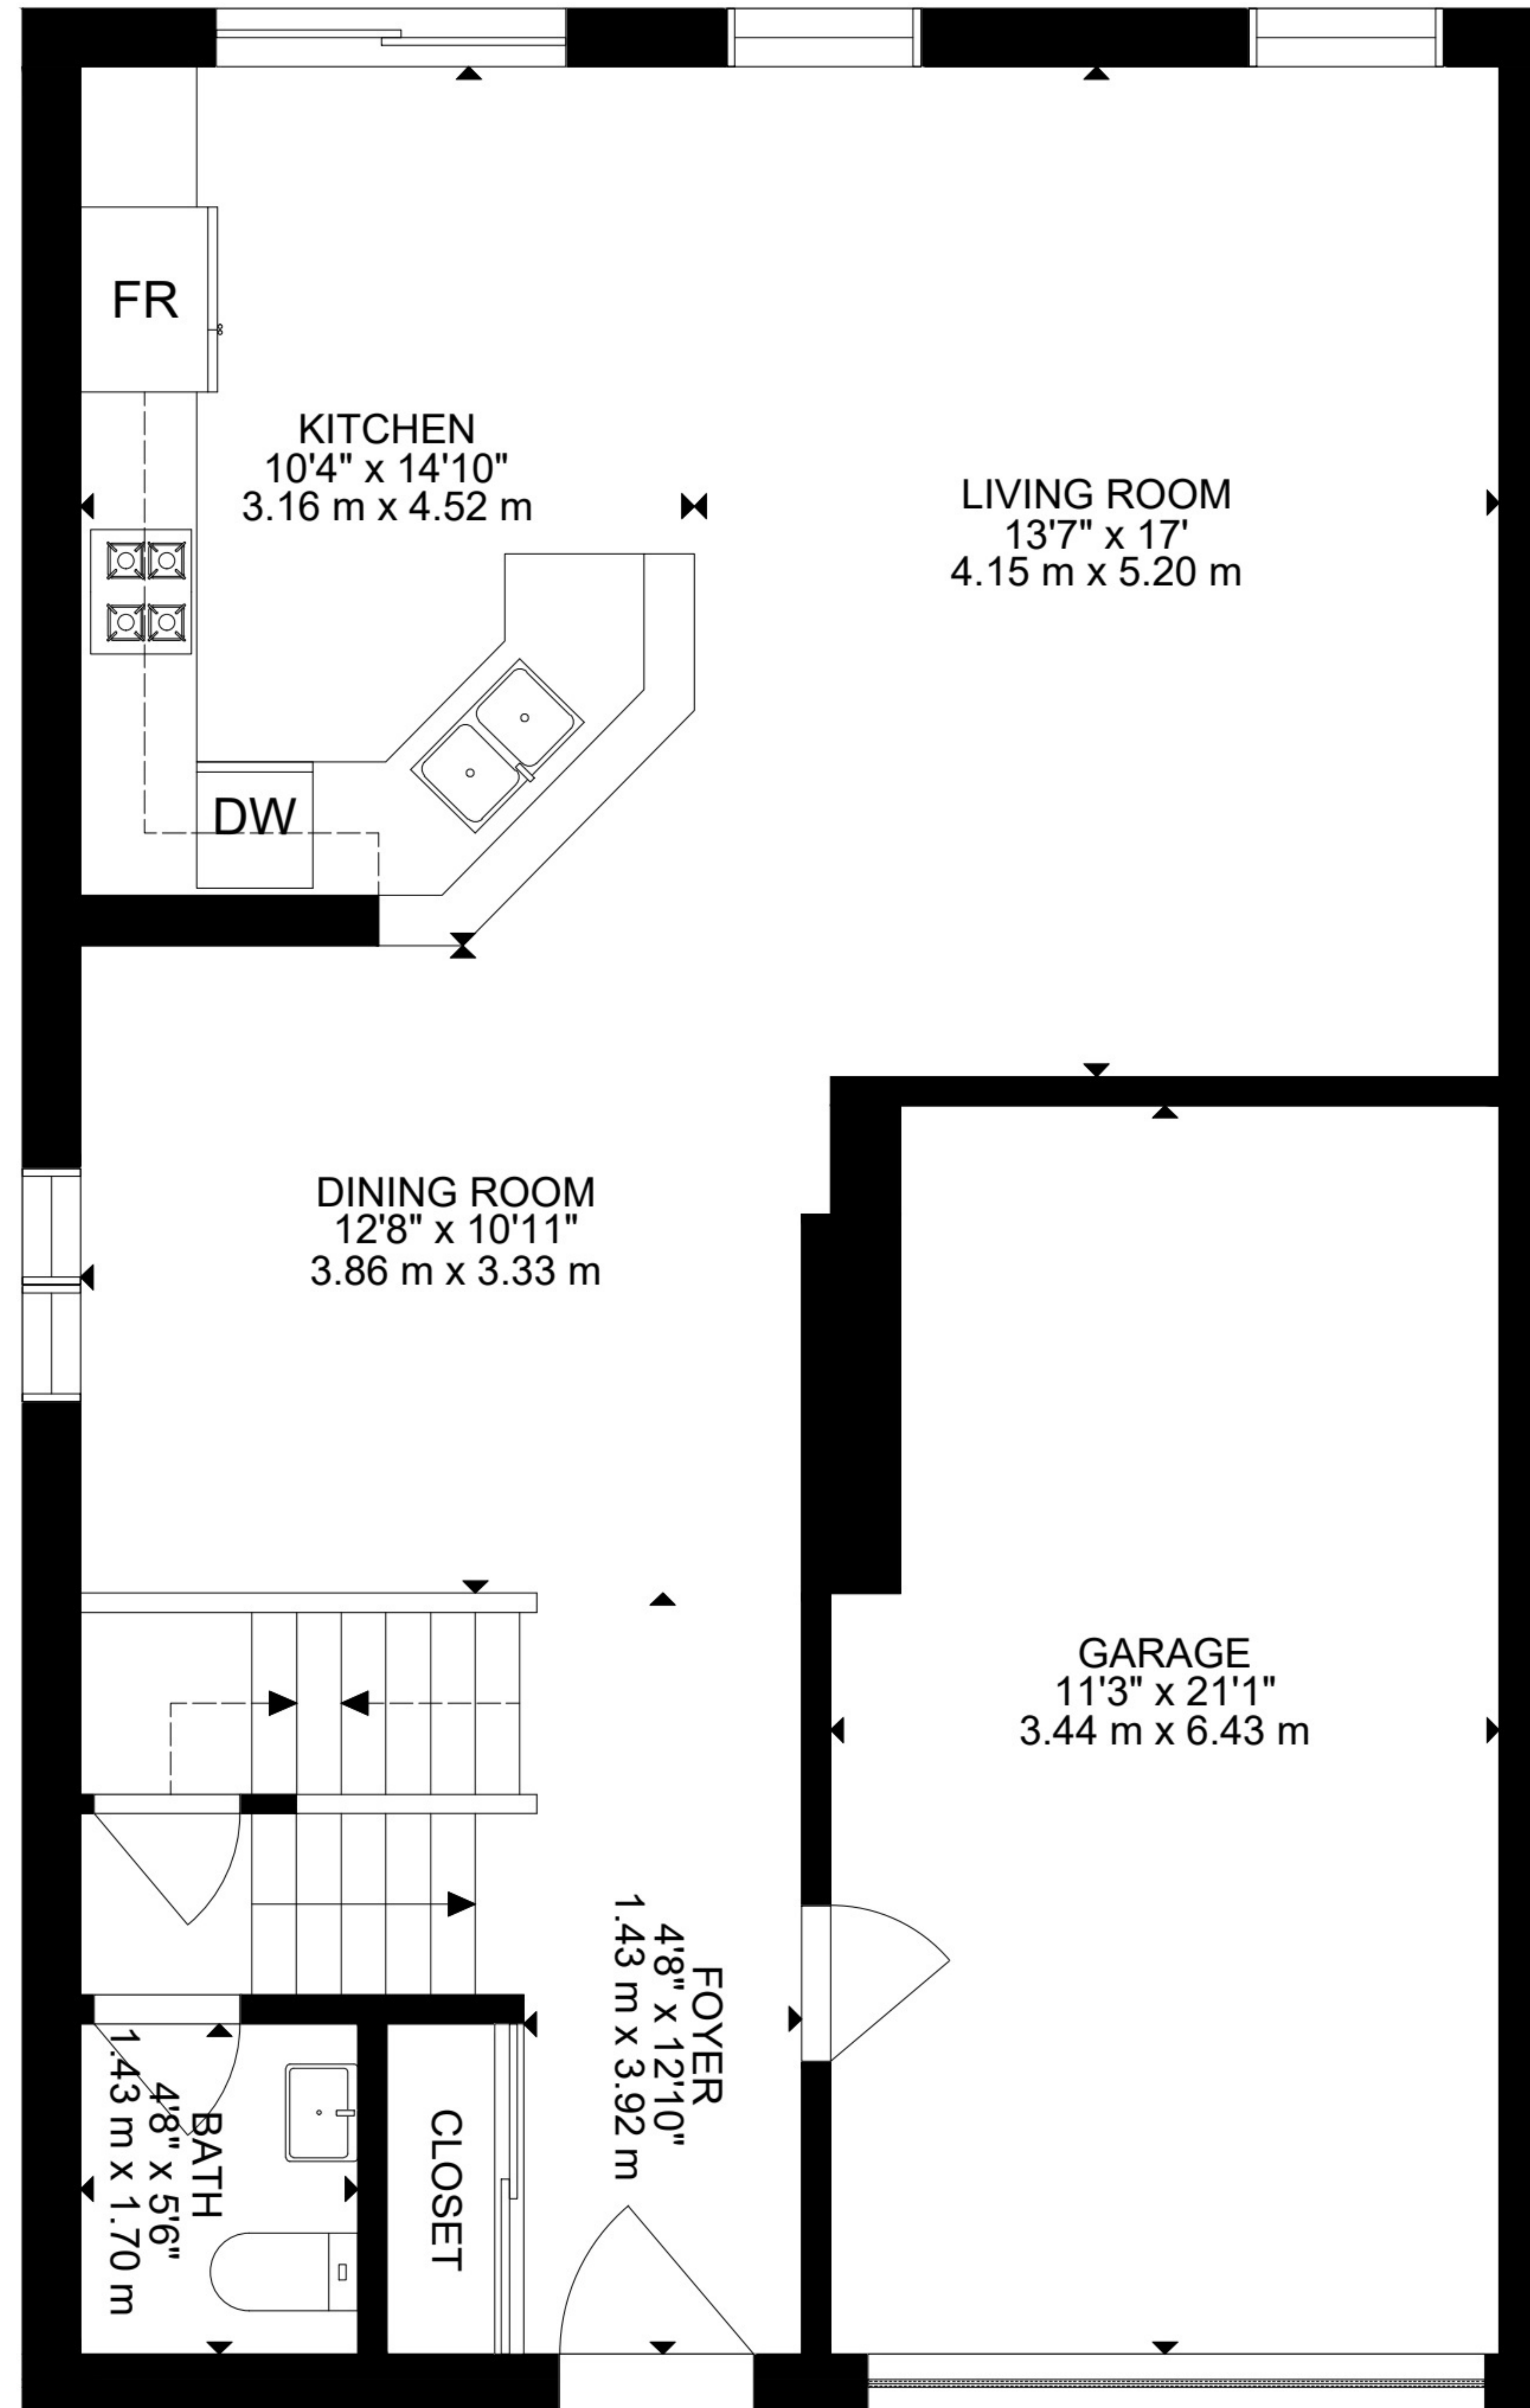 FR
KITCHEN
10'4" x 14'10"
3.16 m x 4.52 m
LIVING ROOM
13'7" x 17'
4.15 m x 5.20 m
DW
DINING ROOM
12'8" x 10'11"
3.86 m x 3.33 m
GARAGE
11'3" x 21'1"
3.44 m x 6.43 m
FOYER
4'8" x 12'10"
1.43 m x 3.92 m
BATH
4'8" x 5'6"
1.43 m x 1.70 m
CLOSET